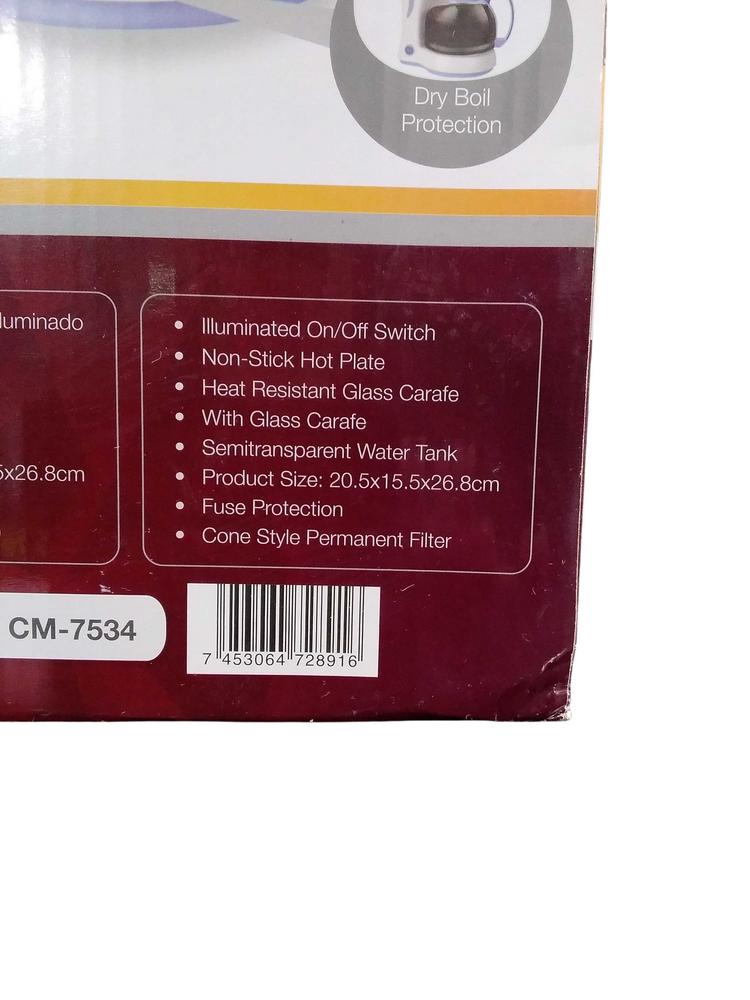 Dry Boil
Protection
luminado
5x26.8cm
• Illuminated On/Off Switch
• Non-Stick Hot Plate
• Heat Resistant Glass Carafe
• With Glass Carafe
• Semitransparent Water Tank
• Product Size: 20.5x15.5x26.8cm
• Fuse Protection
• Cone Style Permanent Filter
CM-7534
7 453064 728916